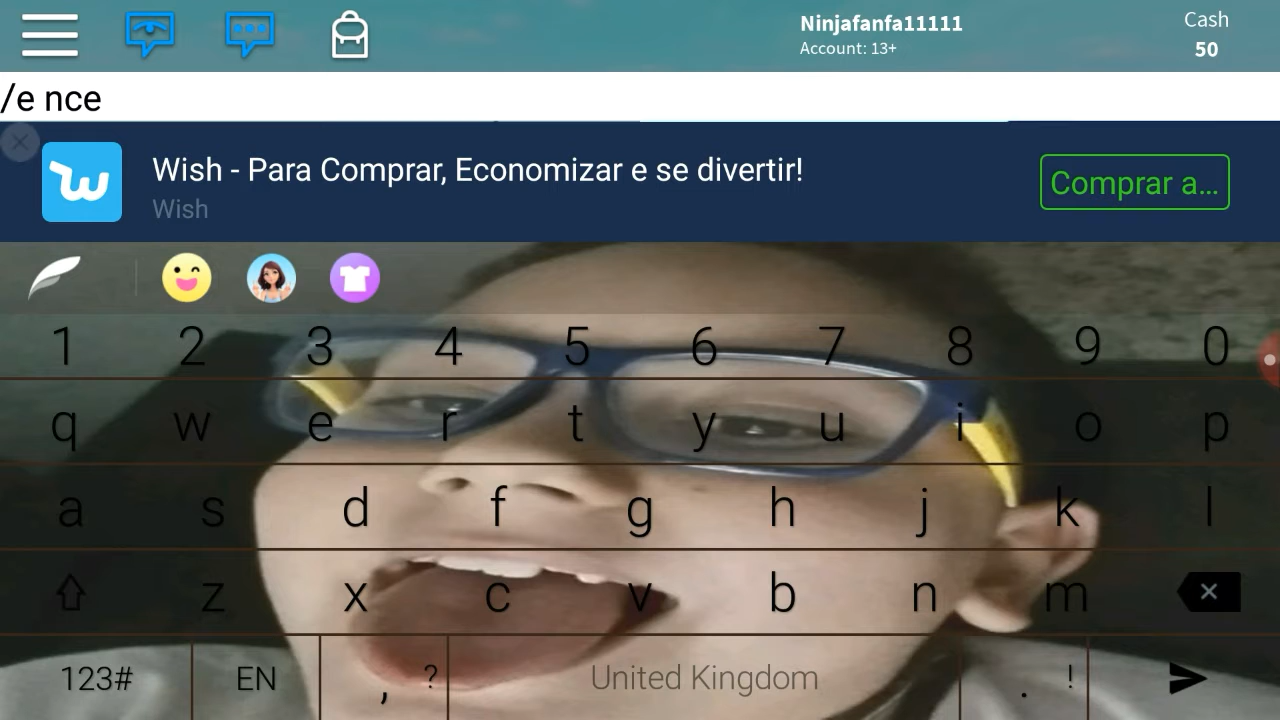 Ninjafanfa11111
Account: 13+
Cash
50
/e nce
Wish - Para Comprar, Economizar e se divertir!
Wish
Comprar a...
1 2 3 4 5 6 7 8 9 0
q w e r t y u i o p
a s d f g h j k l
z x c v b n m
123# EN , ? United Kingdom . !